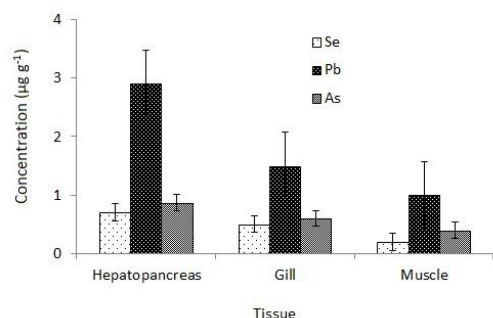 4
3
2
1
0
Concentration (µg g⁻¹)
Se
Pb
As
Hepatopancreas Gill Muscle
Tissue